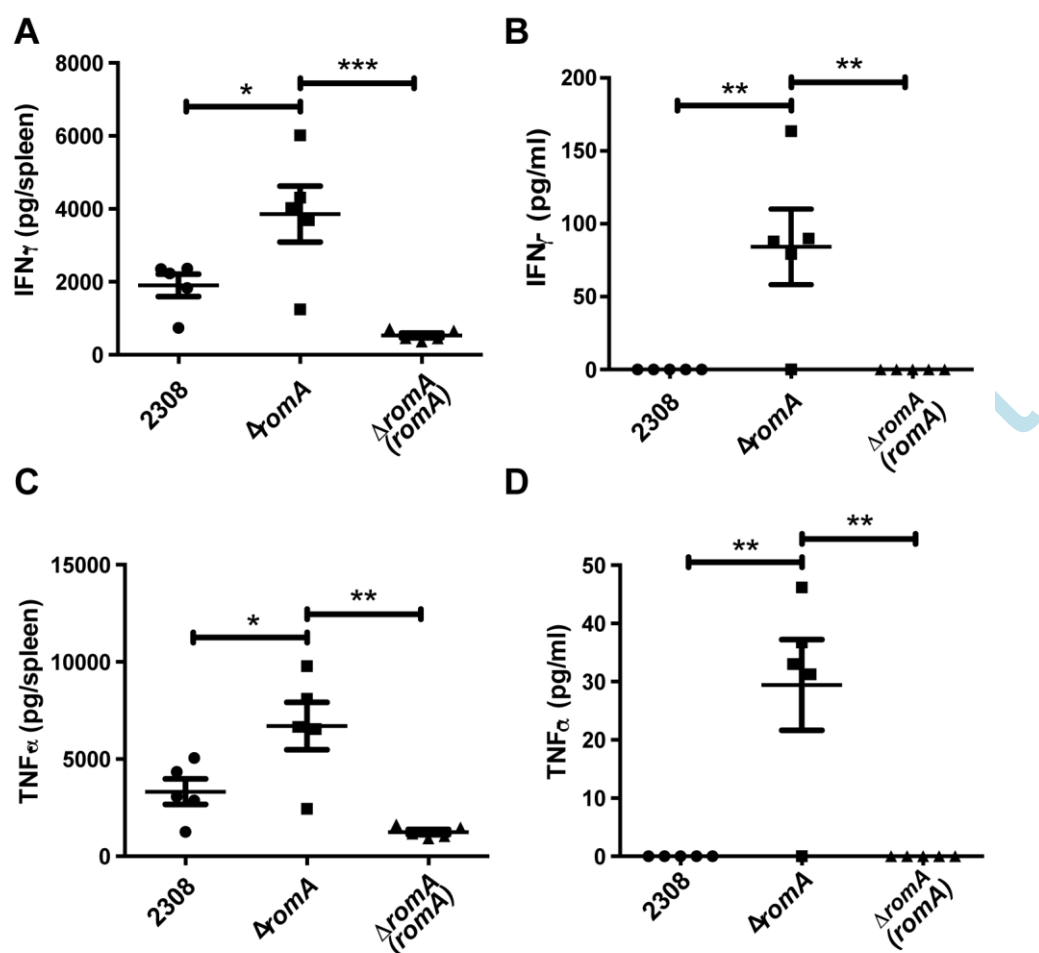 A
IFNγ (pg/spleen)
8000
6000
4000
2000
0
*
***
2308
ΔromA
ΔromA
(romA)
B
IFNγ (pg/ml)
200
150
100
50
0
**
**
2308
ΔromA
ΔromA
(romA)
C
TNFα (pg/spleen)
15000
10000
5000
0
*
**
2308
ΔromA
ΔromA
(romA)
D
TNFα (pg/ml)
50
40
30
20
10
0
**
**
2308
ΔromA
ΔromA
(romA)